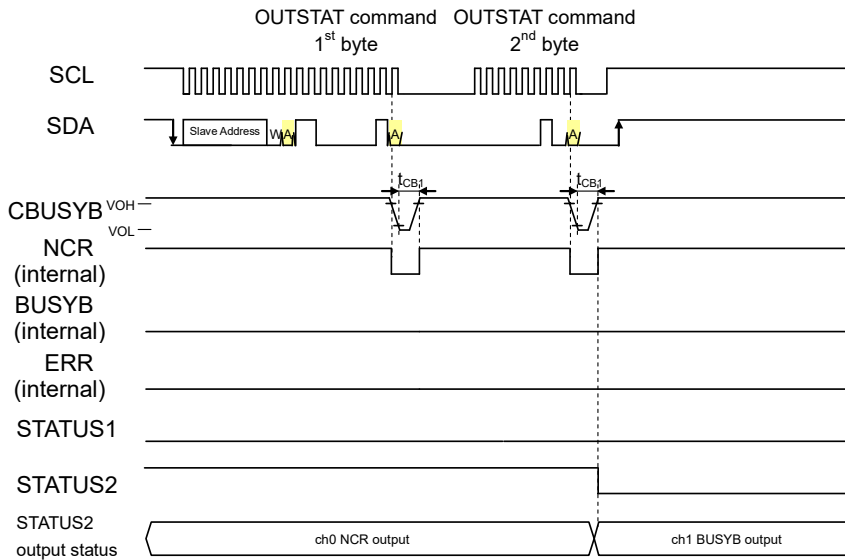 OUTSTAT command OUTSTAT command
1st byte 2nd byte
SCL
SDA
Slave Address W A A A
tCB1 tCB1
CBUSYB VOH
VOL
NCR
(internal)
BUSYB
(internal)
ERR
(internal)
STATUS1
STATUS2
STATUS2
output status
ch0 NCR output ch1 BUSYB output